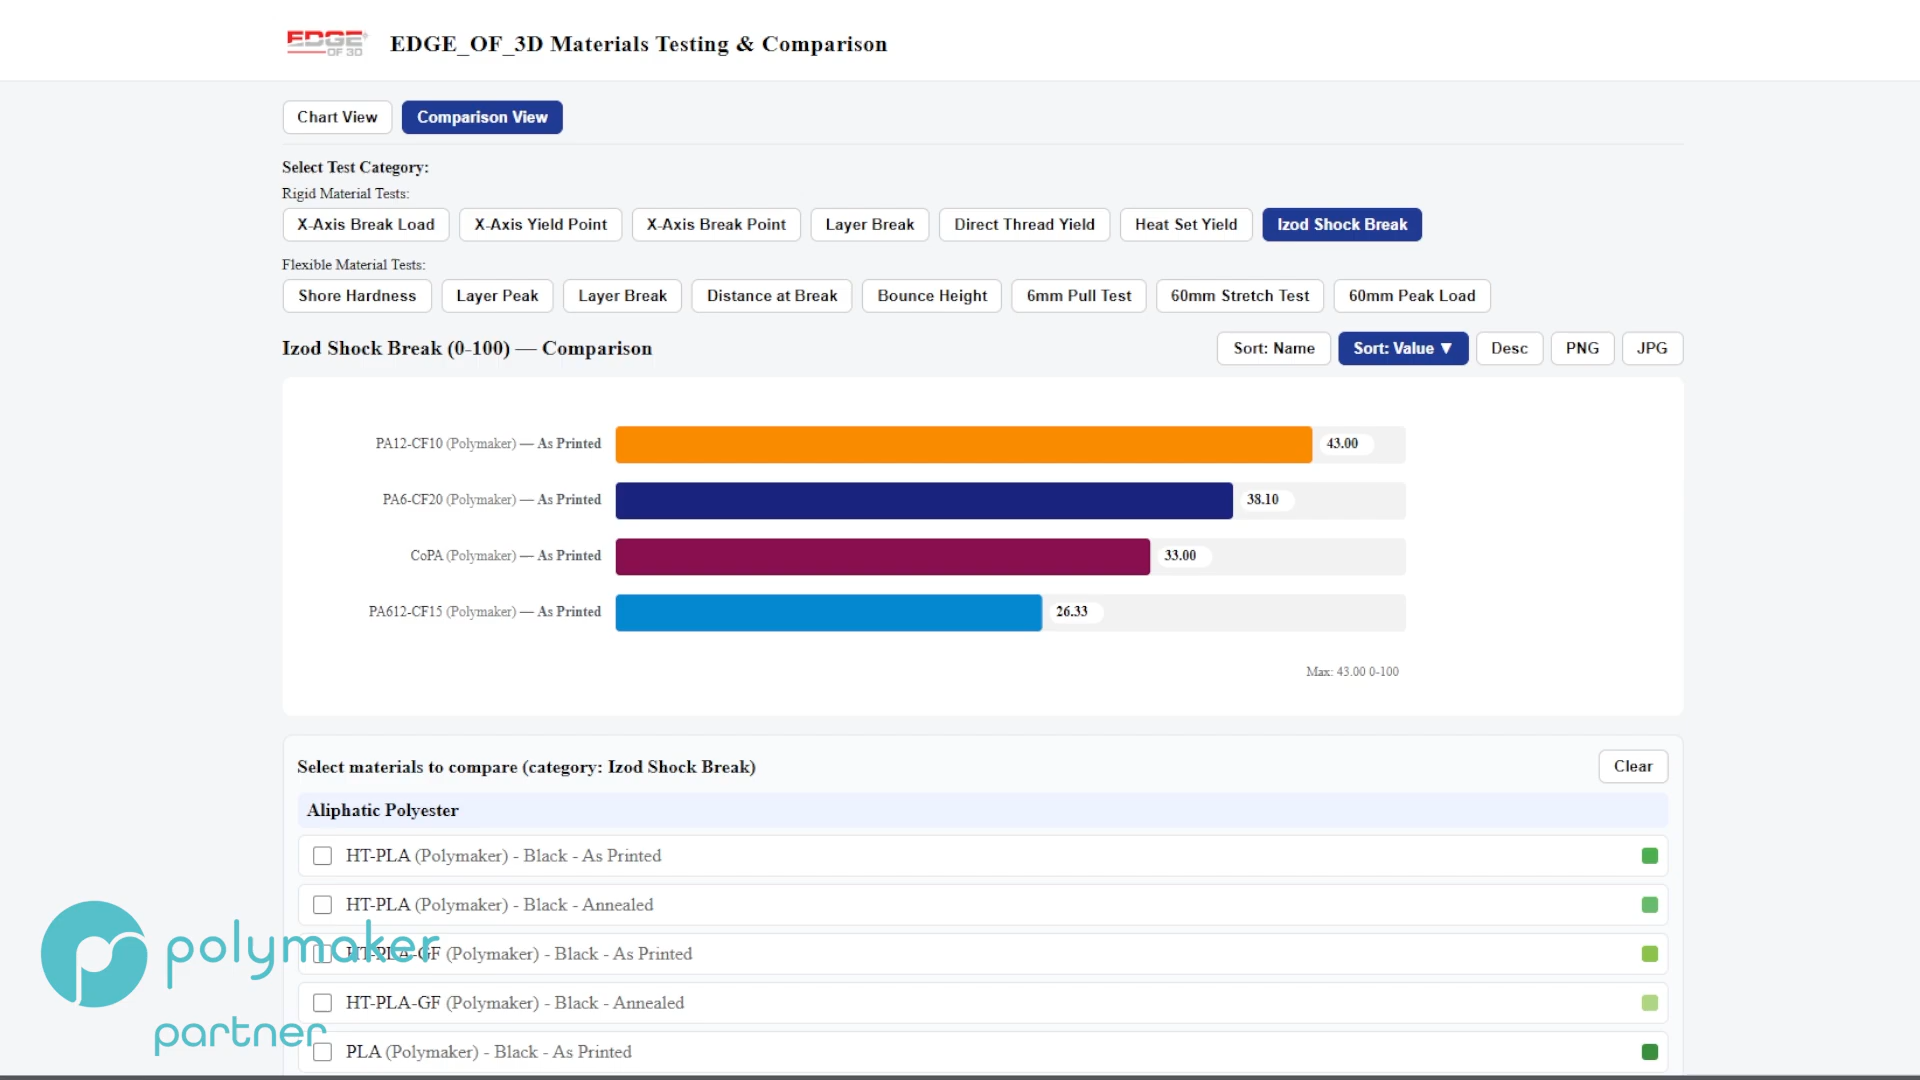 EDGE
OF 3D
EDGE_OF_3D Materials Testing & Comparison
Chart View
Comparison View
Select Test Category:
Rigid Material Tests:
X-Axis Break Load
X-Axis Yield Point
X-Axis Break Point
Layer Break
Direct Thread Yield
Heat Set Yield
Izod Shock Break
Flexible Material Tests:
Shore Hardness
Layer Peak
Layer Break
Distance at Break
Bounce Height
6mm Pull Test
60mm Stretch Test
60mm Peak Load
Izod Shock Break (0-100) — Comparison
Sort: Name
Sort: Value ▼
Desc
PNG
JPG
PA12-CF10 (Polymaker) — As Printed
43.00
PA6-CF20 (Polymaker) — As Printed
38.10
CoPA (Polymaker) — As Printed
33.00
PA612-CF15 (Polymaker) — As Printed
26.33
Max: 43.00 0-100
Select materials to compare (category: Izod Shock Break)
Clear
Aliphatic Polyester
HT-PLA (Polymaker) - Black - As Printed
HT-PLA (Polymaker) - Black - Annealed
HT-PLA-GF (Polymaker) - Black - As Printed
HT-PLA-GF (Polymaker) - Black - Annealed
PLA (Polymaker) - Black - As Printed
polymaker
partner